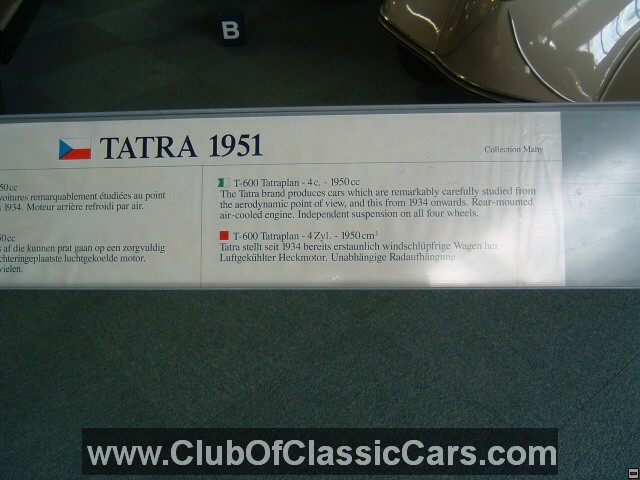 B
TATRA 1951
Collection Mahy
50cc
voitures remarquablement étudiées au point
s 1934. Moteur arrière refroidi par air.
50cc
s af die kunnen prat gaan op een zorgvuldig
chteringeplaatste luchtgekoelde motor.
vielen.
T-600 Tatraplan - 4 c. - 1950 cc
The Tatra brand produces cars which are remarkably carefully studied from
the aerodynamic point of view, and this from 1934 onwards. Rear-mounted
air-cooled engine. Independent suspension on all four wheels.
T-600 Tatraplan - 4 Zyl. - 1950 cm³
Tatra stellt seit 1934 bereits erstaunlich windschlüpfrige Wagen her
Luftgekühlter Heckmotor. Unabhängige Radaufhängung
www.ClubOfClassicCars.com